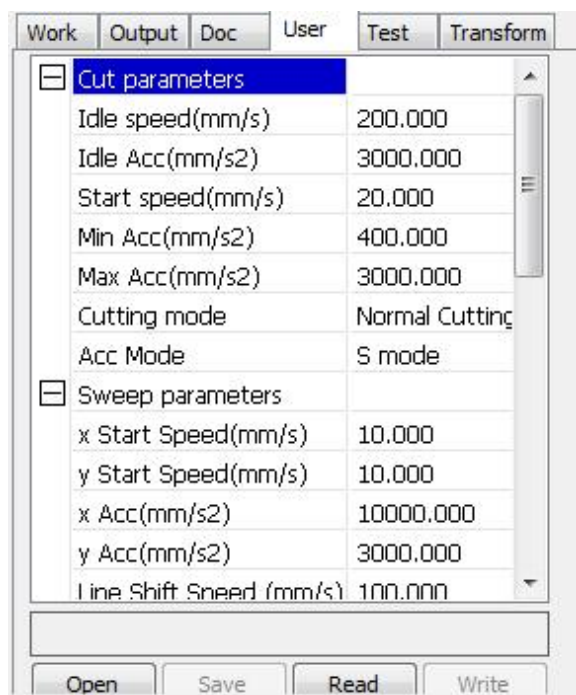 Work Output Doc User Test Transform
Cut parameters
Idle speed(mm/s) 200.000
Idle Acc(mm/s2) 3000.000
Start speed(mm/s) 20.000
Min Acc(mm/s2) 400.000
Max Acc(mm/s2) 3000.000
Cutting mode Normal Cutting
Acc Mode S mode
Sweep parameters
x Start Speed(mm/s) 10.000
y Start Speed(mm/s) 10.000
x Acc(mm/s2) 10000.000
y Acc(mm/s2) 3000.000
Line Shift Speed (mm/s) 100.000
Open Save Read Write